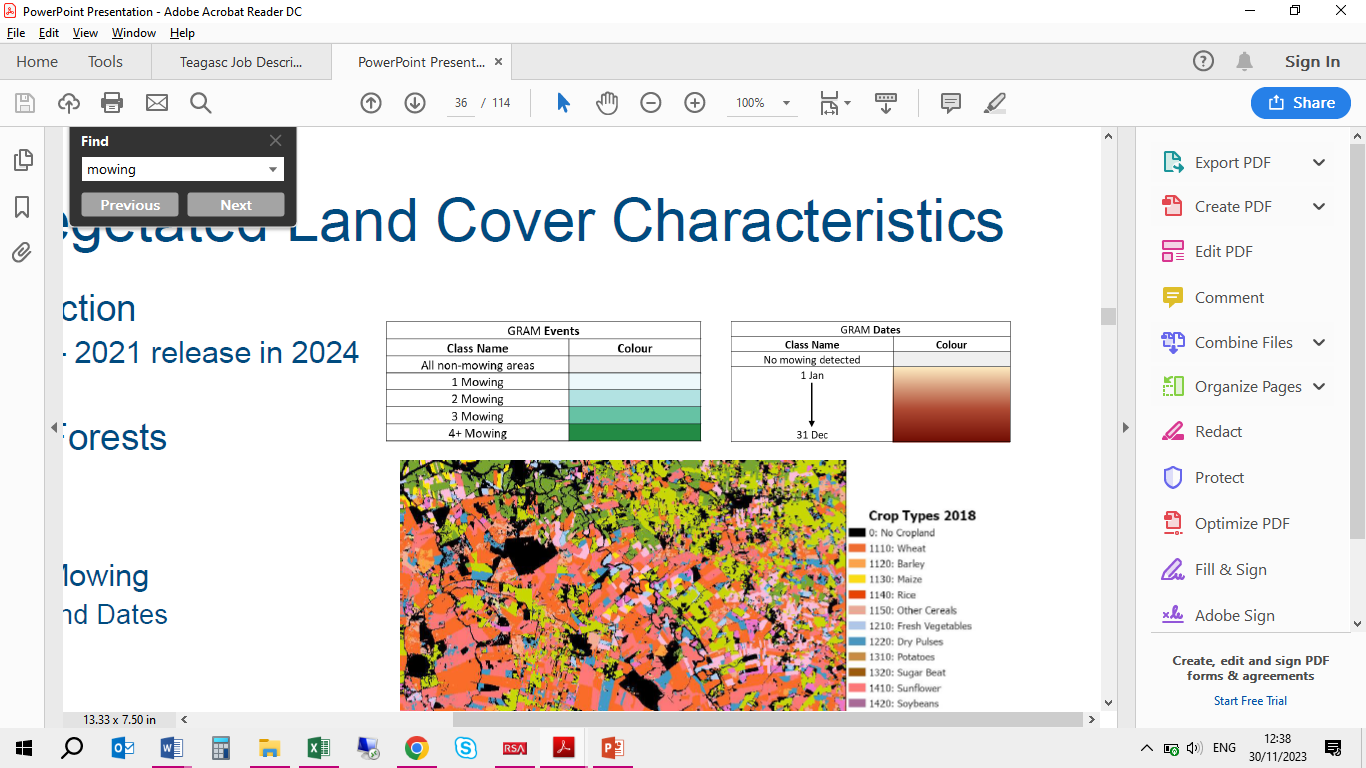 PowerPoint Presentation - Adobe Acrobat Reader DC
File Edit View Window Help
Home Tools Teagasc Job Descri... PowerPoint Present... × Sign In
36 / 114 100% Share
Find
mowing
Previous Next
egetated Land Cover Characteristics
ction
- 2021 release in 2024
Forests
Mowing
nd Dates
GRAM Events
Class Name Colour
All non-mowing areas
1 Mowing
2 Mowing
3 Mowing
4+ Mowing
GRAM Dates
Class Name Colour
No mowing detected
1 Jan
31 Dec
Crop Types 2018
0: No Cropland
1110: Wheat
1120: Barley
1130: Maize
1140: Rice
1150: Other Cereals
1210: Fresh Vegetables
1220: Dry Pulses
1310: Potatoes
1320: Sugar Beat
1410: Sunflower
1420: Soybeans
Export PDF
Create PDF
Edit PDF
Comment
Combine Files
Organize Pages
Redact
Protect
Optimize PDF
Fill & Sign
Adobe Sign
Create, edit and sign PDF
forms & agreements
Start Free Trial
13.33 x 7.50 in
RSA
ENG
12:38
30/11/2023